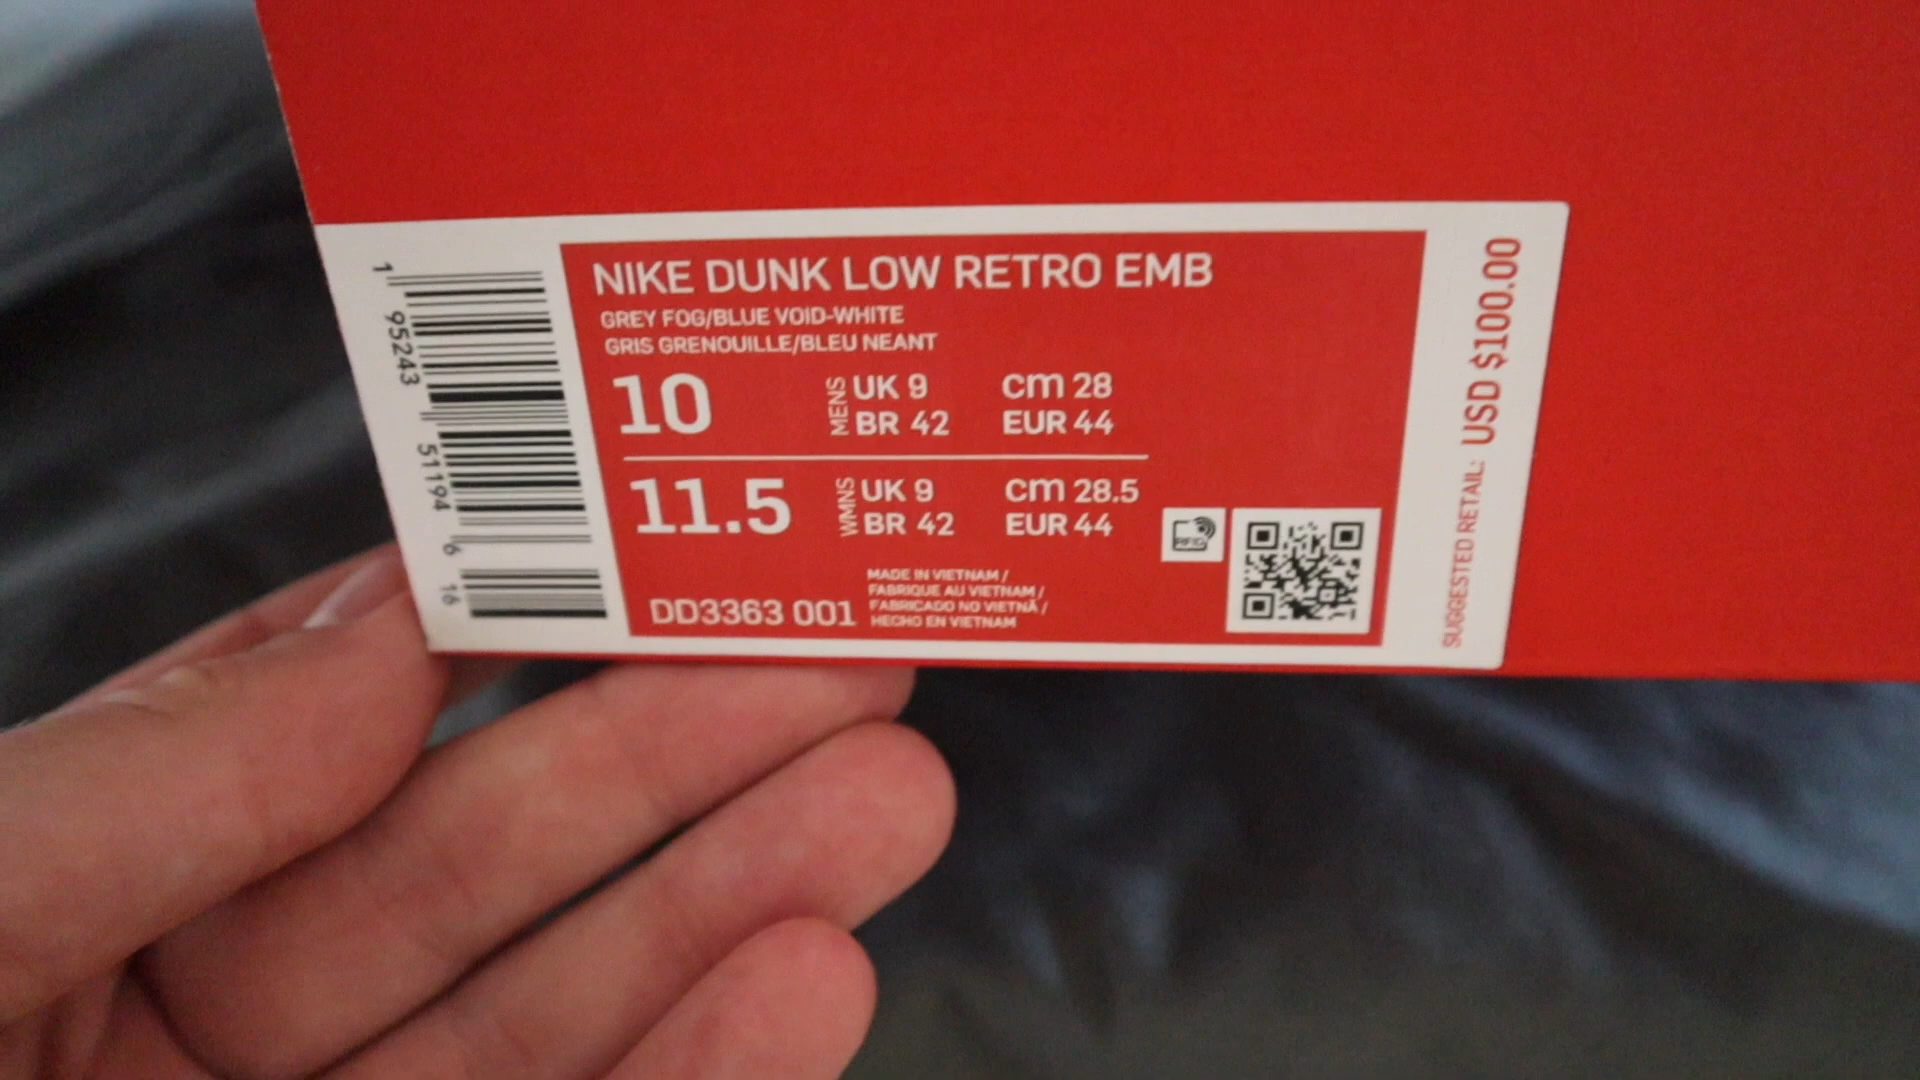 1 95243 51194 6 16
NIKE DUNK LOW RETRO EMB
GREY FOG/BLUE VOID-WHITE
GRIS GRENOUILLE/BLEU NEANT
10
MENS
UK 9
cm 28
BR 42
EUR 44
11.5
WMNS
UK 9
cm 28.5
BR 42
EUR 44
DD3363 001
MADE IN VIETNAM /
FABRIQUE AU VIETNAM /
FABRICADO NO VIETNÃ /
HECHO EN VIETNAM
RFID
SUGGESTED RETAIL: USD $100.00